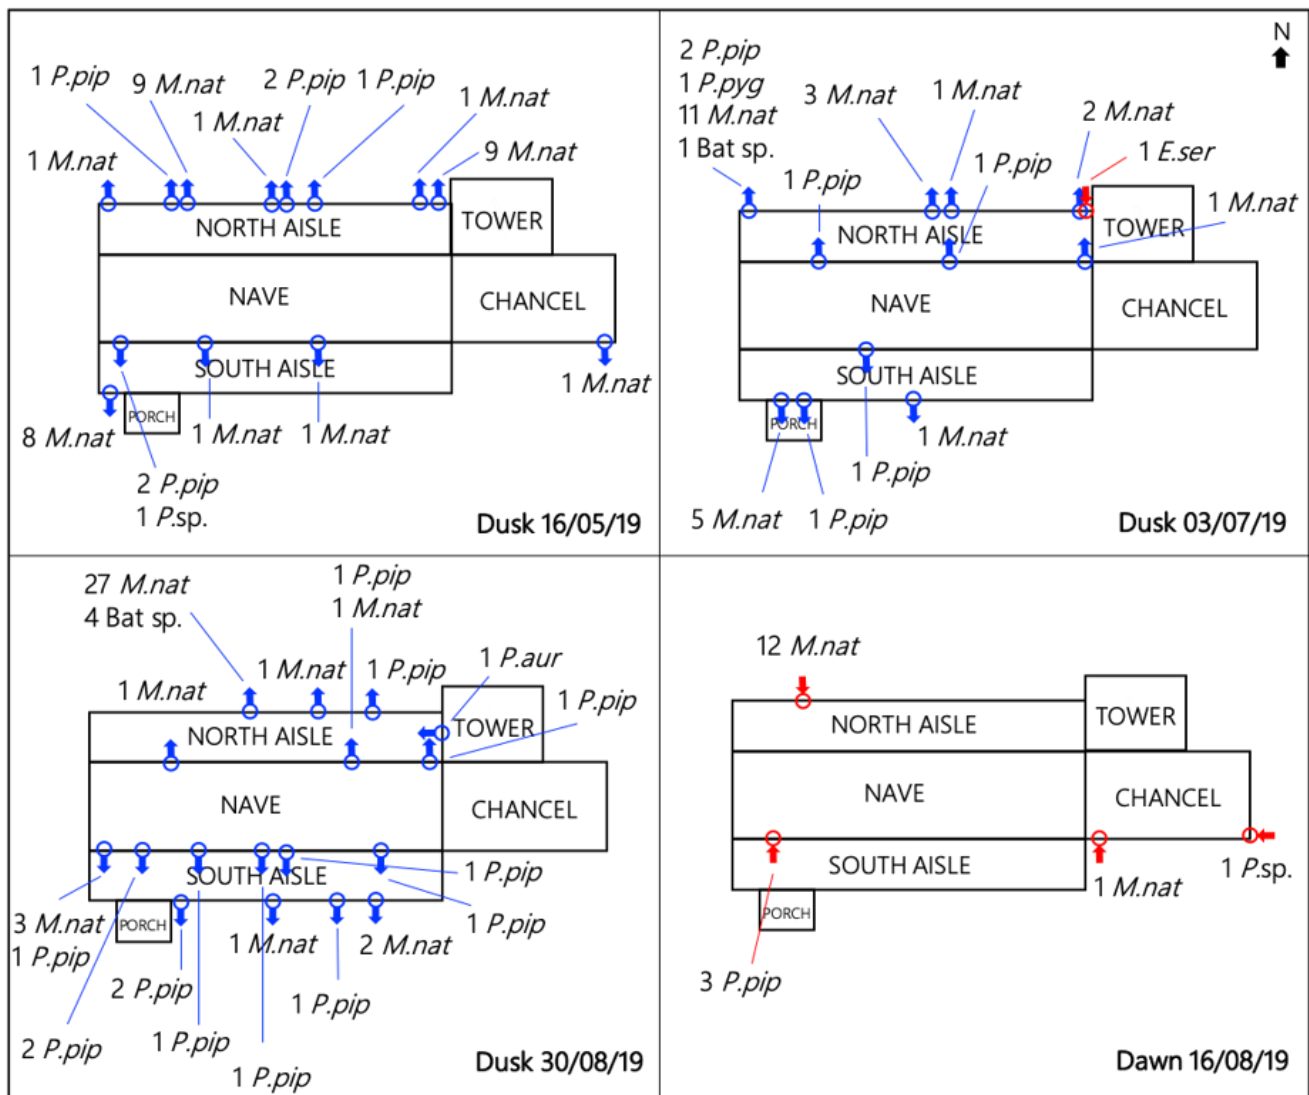 1 P.pip
9 M.nat
2 P.pip
1 P.pip
1 M.nat
1 M.nat
1 M.nat
9 M.nat
NORTH AISLE
TOWER
NAVE
CHANCEL
SOUTH AISLE
PORCH
8 M.nat
1 M.nat
1 M.nat
1 M.nat
2 P.pip
1 P.sp.
Dusk 16/05/19
N
2 P.pip
1 P.pyg
11 M.nat
1 Bat sp.
3 M.nat
1 M.nat
2 M.nat
1 E.ser
1 P.pip
1 P.pip
1 M.nat
NORTH AISLE
TOWER
NAVE
CHANCEL
SOUTH AISLE
PORCH
1 M.nat
1 P.pip
5 M.nat
1 P.pip
Dusk 03/07/19
27 M.nat
4 Bat sp.
1 P.pip
1 M.nat
1 M.nat
1 M.nat
1 P.pip
1 P.aur
1 P.pip
NORTH AISLE
TOWER
NAVE
CHANCEL
SOUTH AISLE
PORCH
3 M.nat
1 P.pip
1 P.pip
1 P.pip
1 M.nat
2 M.nat
2 P.pip
1 P.pip
2 P.pip
1 P.pip
1 P.pip
Dusk 30/08/19
12 M.nat
NORTH AISLE
TOWER
NAVE
CHANCEL
SOUTH AISLE
PORCH
1 M.nat
1 P.sp.
3 P.pip
Dawn 16/08/19